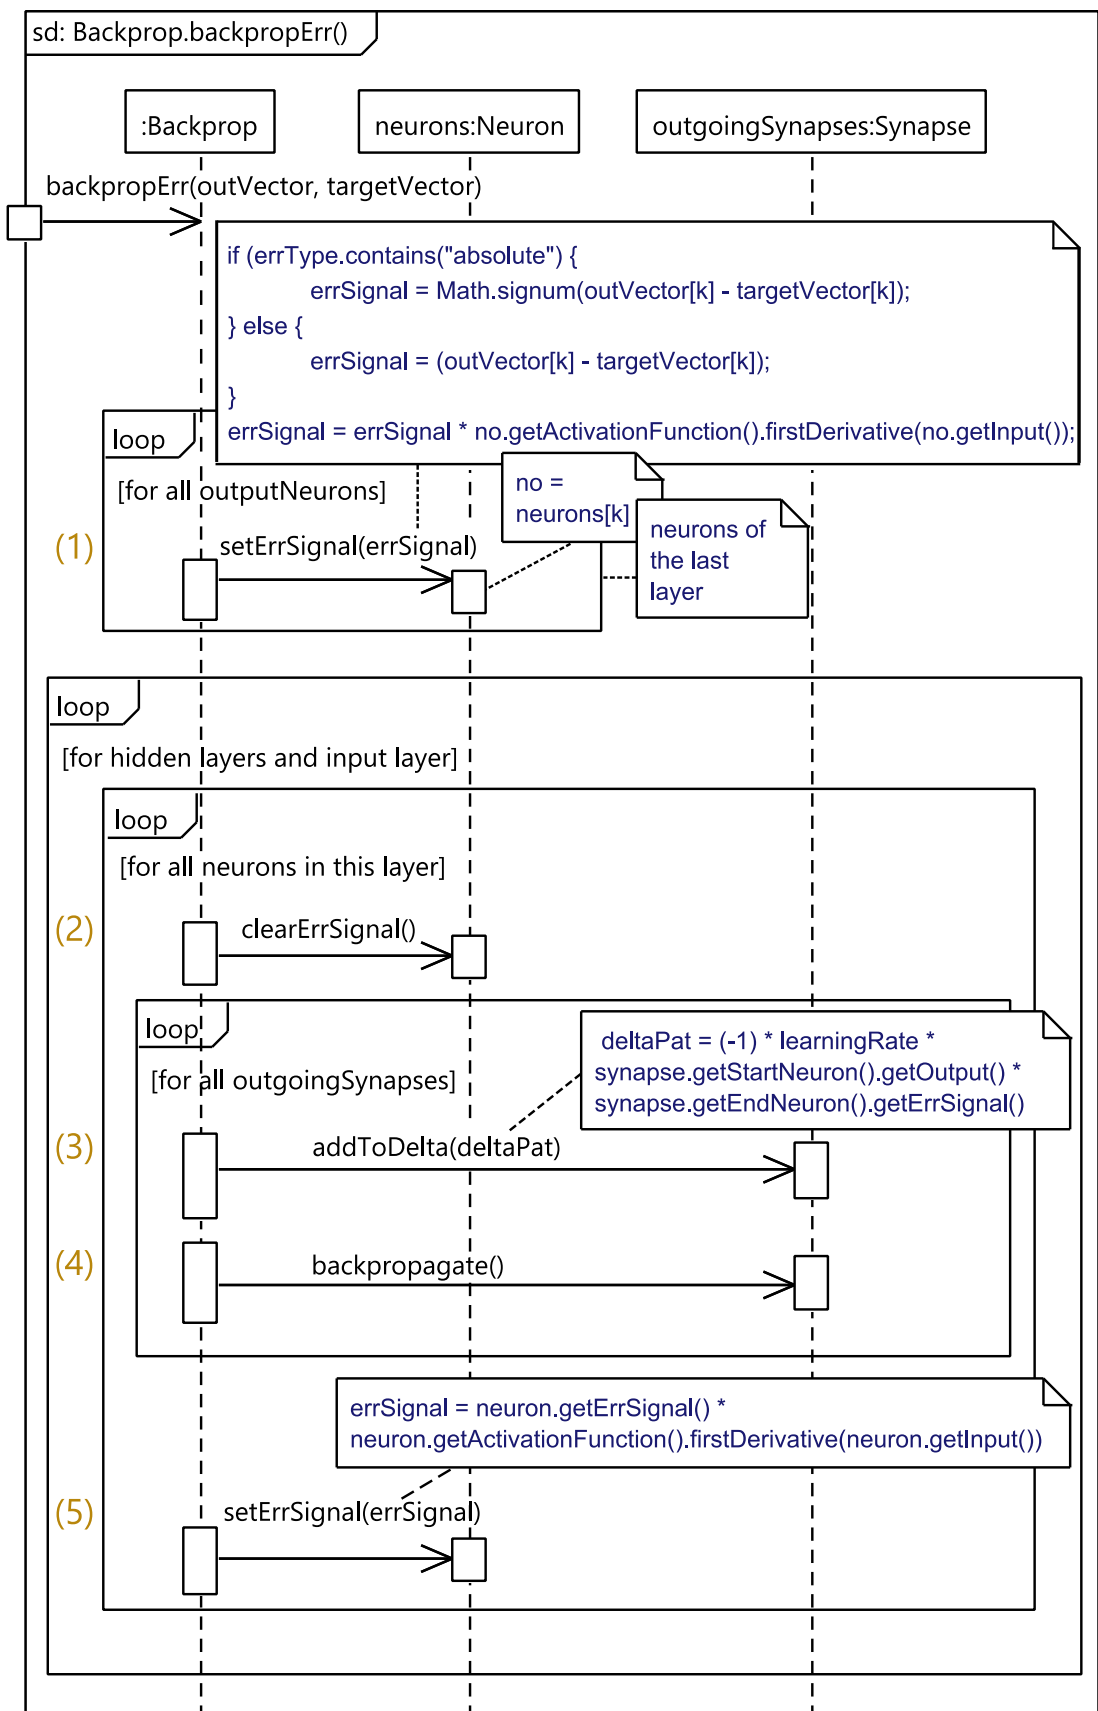 sd: Backprop.backpropErr()
:Backprop
neurons:Neuron
outgoingSynapses:Synapse
backpropErr(outVector, targetVector)
if (errType.contains("absolute") {
errSignal = Math.signum(outVector[k] - targetVector[k]);
} else {
errSignal = (outVector[k] - targetVector[k]);
}
errSignal = errSignal * no.getActivationFunction().firstDerivative(no.getInput());
loop
[for all outputNeurons]
no =
neurons[k]
neurons of
the last
layer
(1)
setErrSignal(errSignal)
loop
[for hidden layers and input layer]
loop
[for all neurons in this layer]
(2)
clearErrSignal()
loop
[for all outgoingSynapses]
deltaPat = (-1) * learningRate *
synapse.getStartNeuron().getOutput() *
synapse.getEndNeuron().getErrSignal()
(3)
addToDelta(deltaPat)
(4)
backpropagate()
errSignal = neuron.getErrSignal() *
neuron.getActivationFunction().firstDerivative(neuron.getInput())
(5)
setErrSignal(errSignal)